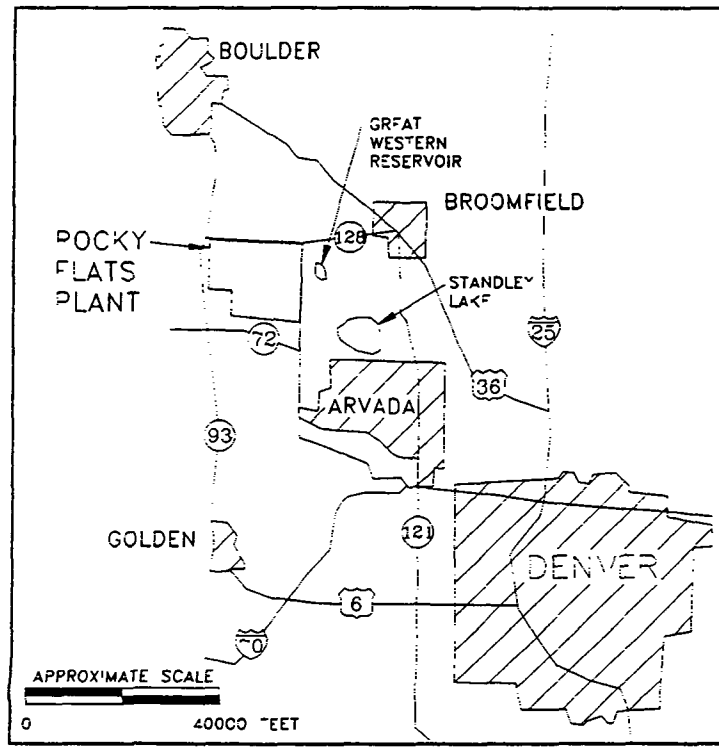 BOULDER
GREAT
WESTERN
RESERVOIR
BROOMFIELD
128
ROCKY
FLATS
PLANT
STANDLEY
LAKE
72
25
36
ARVADA
93
GOLDEN
121
DENVER
6
70
APPROXIMATE SCALE
0 40000 FEET